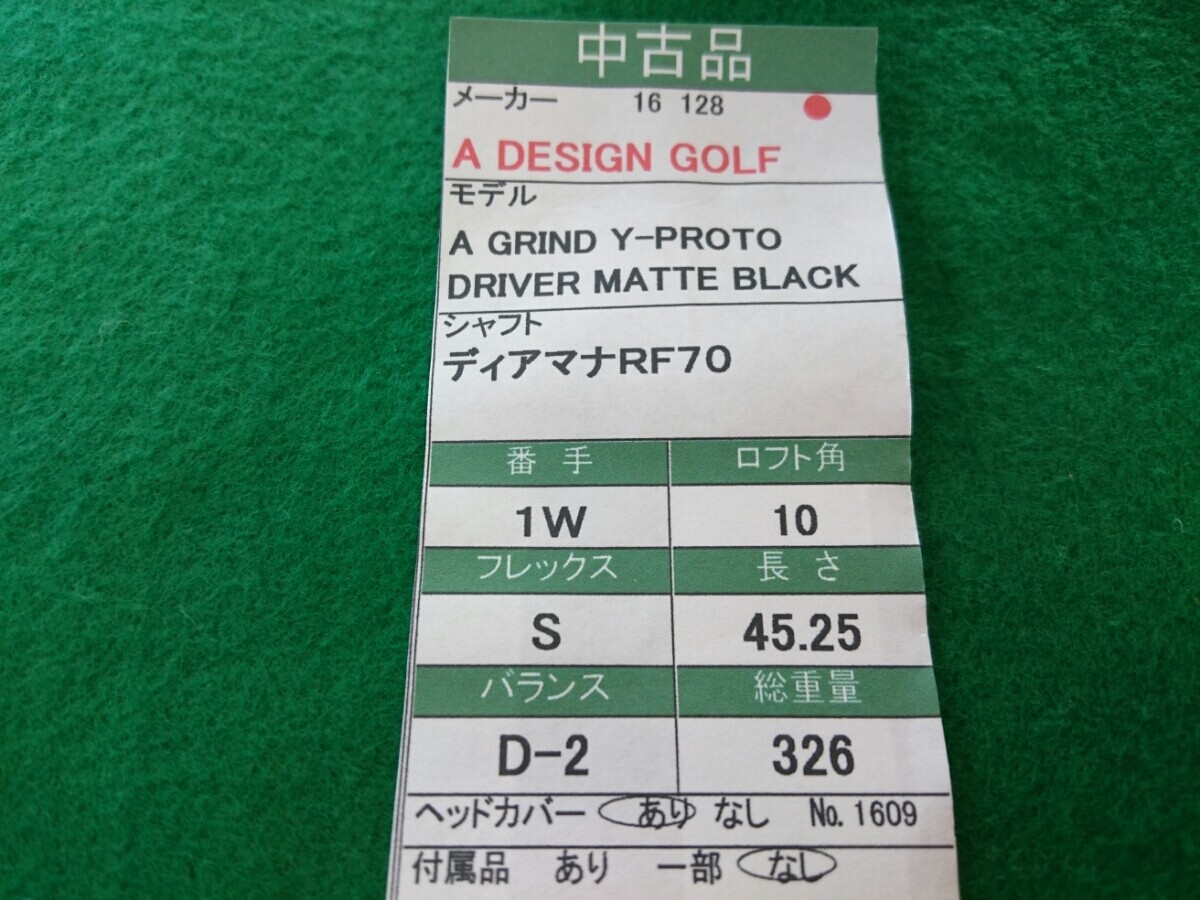 中古品
メーカー 16 128
A DESIGN GOLF
モデル
A GRIND Y-PROTO
DRIVER MATTE BLACK
シャフト
ディアマナRF70
番手 ロフト角
1W 10
フレックス 長さ
S 45.25
バランス 総重量
D-2 326
ヘッドカバー あり なし No.1609
付属品 あり 一部 なし